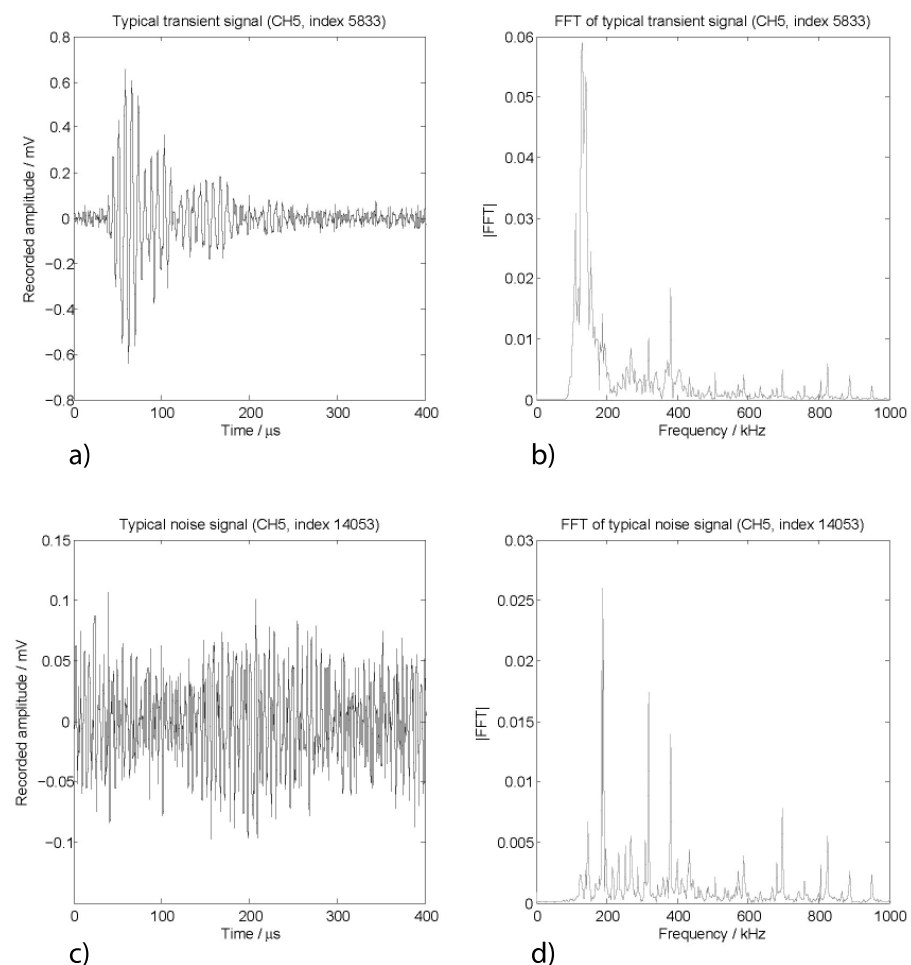 Typical transient signal (CH5, index 5833)
0.8
0.6
0.4
0.2
0
−0.2
−0.4
−0.6
−0.8
0 100 200 300 400
Recorded amplitude / mV
Time / μs
a)
FFT of typical transient signal (CH5, index 5833)
0.06
0.05
0.04
0.03
0.02
0.01
0
0 200 400 600 800 1000
|FFT|
Frequency / kHz
b)
Typical noise signal (CH5, index 14053)
0.15
0.1
0.05
0
−0.05
−0.1
0 100 200 300 400
Recorded amplitude / mV
Time / μs
c)
FFT of typical noise signal (CH5, index 14053)
0.03
0.025
0.02
0.015
0.01
0.005
0
0 200 400 600 800 1000
|FFT|
Frequency / kHz
d)